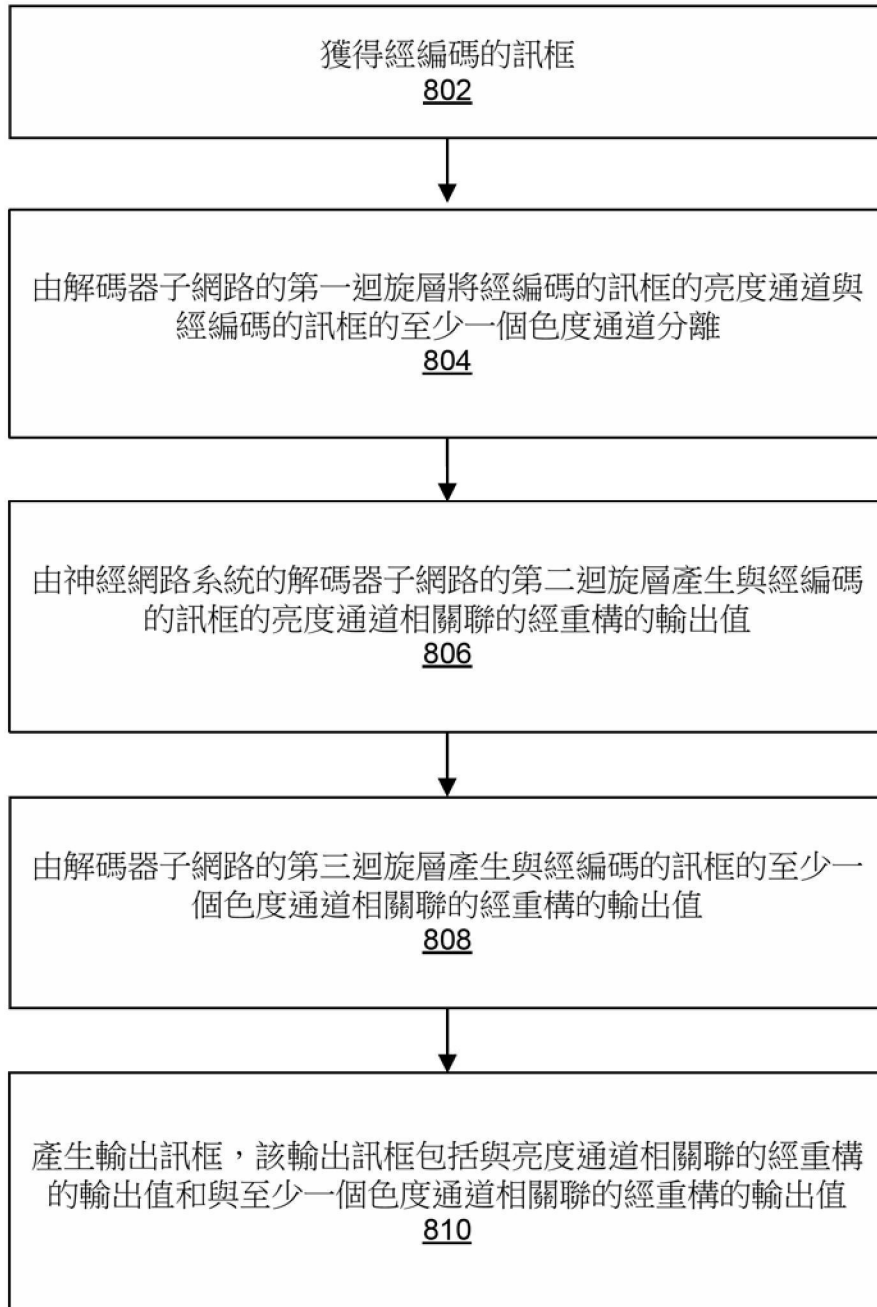 獲得經編碼的訊框
802
由解碼器子網路的第一迴旋層將經編碼的訊框的亮度通道與
經編碼的訊框的至少一個色度通道分離
804
由神經網路系統的解碼器子網路的第二迴旋層產生與經編碼
的訊框的亮度通道相關聯的經重構的輸出值
806
由解碼器子網路的第三迴旋層產生與經編碼的訊框的至少一
個色度通道相關聯的經重構的輸出值
808
產生輸出訊框，該輸出訊框包括與亮度通道相關聯的經重構
的輸出值和與至少一個色度通道相關聯的經重構的輸出值
810